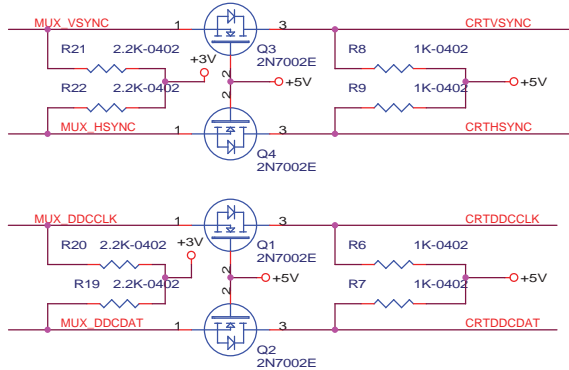 MUX_VSYNC 1 3 CRTVSYNC
R21 2.2K-0402 Q3 R8 1K-0402
+3V 2N7002E
R22 2.2K-0402 2 +5V R9 1K-0402 +5V
2
MUX_HSYNC 1 3 CRTHSYNC
Q4
2N7002E
MUX_DDCCLK 1 3 CRTDDCCLK
R20 2.2K-0402 Q1 R6 1K-0402
+3V 2N7002E
R19 2.2K-0402 2 +5V R7 1K-0402 +5V
2
MUX_DDCDAT 1 3 CRTDDCDAT
Q2
2N7002E